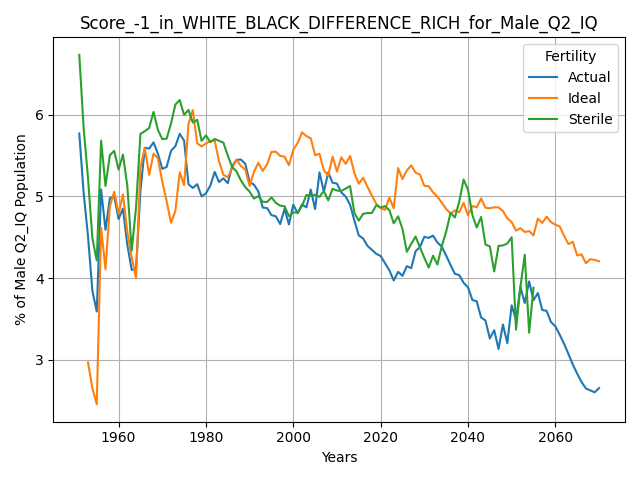 Score_-1_in_WHITE_BLACK_DIFFERENCE_RICH_for_Male_Q2_IQ
Fertility
Actual
Ideal
Sterile
% of Male Q2_IQ Population
6
5
4
3
1960
1980
2000
2020
2040
2060
Years